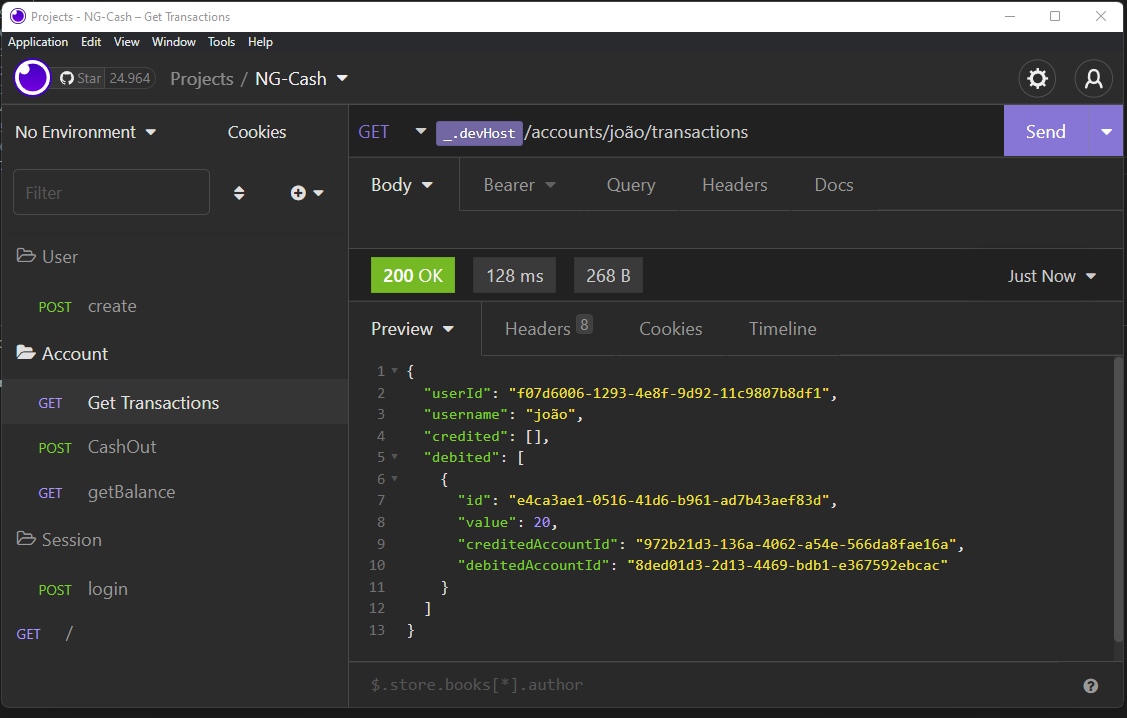 Projects - NG-Cash – Get Transactions
Application Edit View Window Tools Help
Star 24.964 Projects / NG-Cash
No Environment Cookies
GET _.devHost /accounts/joão/transactions Send
Filter
Body Bearer Query Headers Docs
User
POST create
Account
GET Get Transactions
POST CashOut
GET getBalance
Session
POST login
GET /
200 OK 128 ms 268 B Just Now
Preview Headers 8 Cookies Timeline
1 {
2 "userId": "f07d6006-1293-4e8f-9d92-11c9807b8df1",
3 "username": "joão",
4 "credited": [],
5 "debited": [
6 {
7 "id": "e4ca3ae1-0516-41d6-b961-ad7b43aef83d",
8 "value": 20,
9 "creditedAccountId": "972b21d3-136a-4062-a54e-566da8fae16a",
10 "debitedAccountId": "8ded01d3-2d13-4469-bdb1-e367592ebcac"
11 }
12 ]
13 }
$.store.books[*].author